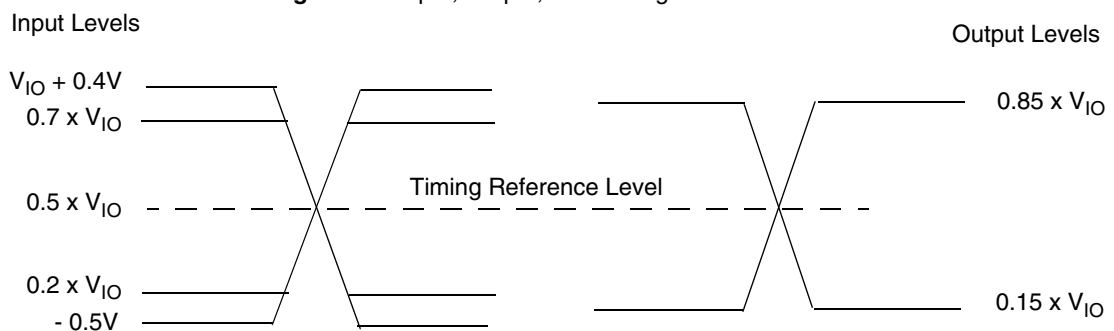 Input Levels
Output Levels
V_IO + 0.4V
0.7 x V_IO
0.85 x V_IO
Timing Reference Level
0.5 x V_IO
0.2 x V_IO
- 0.5V
0.15 x V_IO